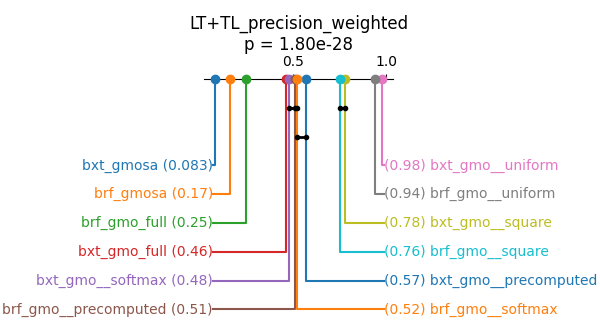 LT+TL_precision_weighted
p = 1.80e-28
0.5
1.0
bxt_gmosa (0.083)
(0.98) bxt_gmo__uniform
brf_gmosa (0.17)
(0.94) brf_gmo__uniform
brf_gmo_full (0.25)
(0.78) bxt_gmo__square
bxt_gmo_full (0.46)
(0.76) brf_gmo__square
bxt_gmo__softmax (0.48)
(0.57) bxt_gmo__precomputed
brf_gmo__precomputed (0.51)
(0.52) brf_gmo__softmax